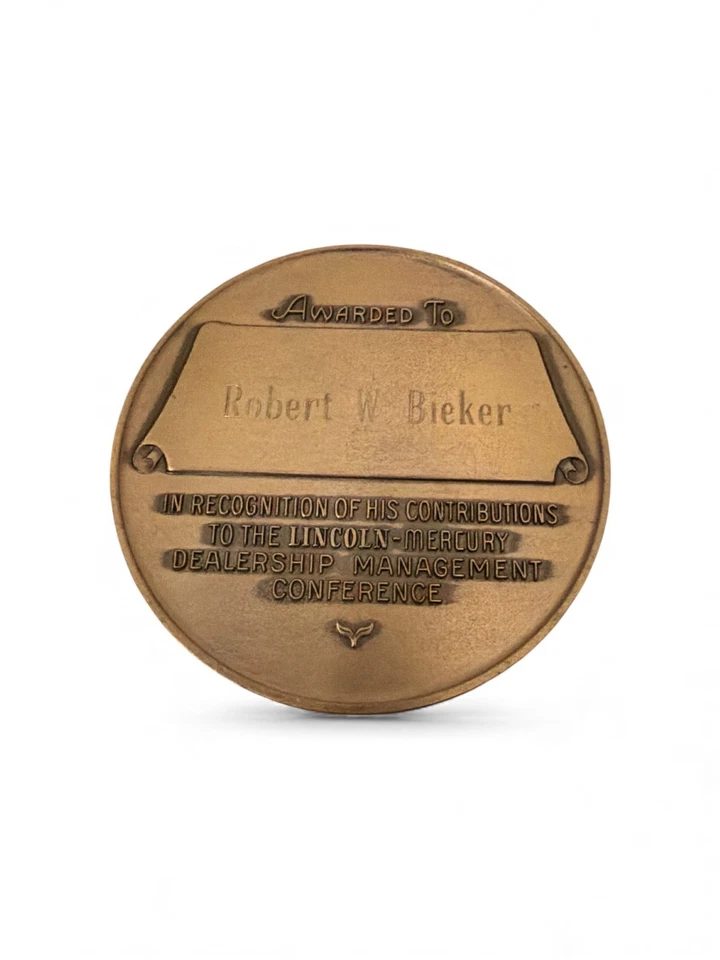 AWARDED TO
Robert W Bieker
IN RECOGNITION OF HIS CONTRIBUTIONS
TO THE LINCOLN-MERCURY
DEALERSHIP MANAGEMENT
CONFERENCE